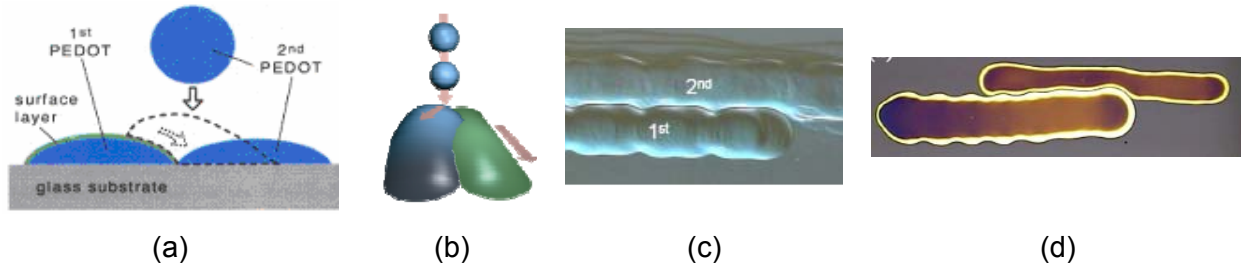 1st
PEDOT
2nd
PEDOT
surface
layer
glass substrate
2nd
1st
(a)
(b)
(c)
(d)